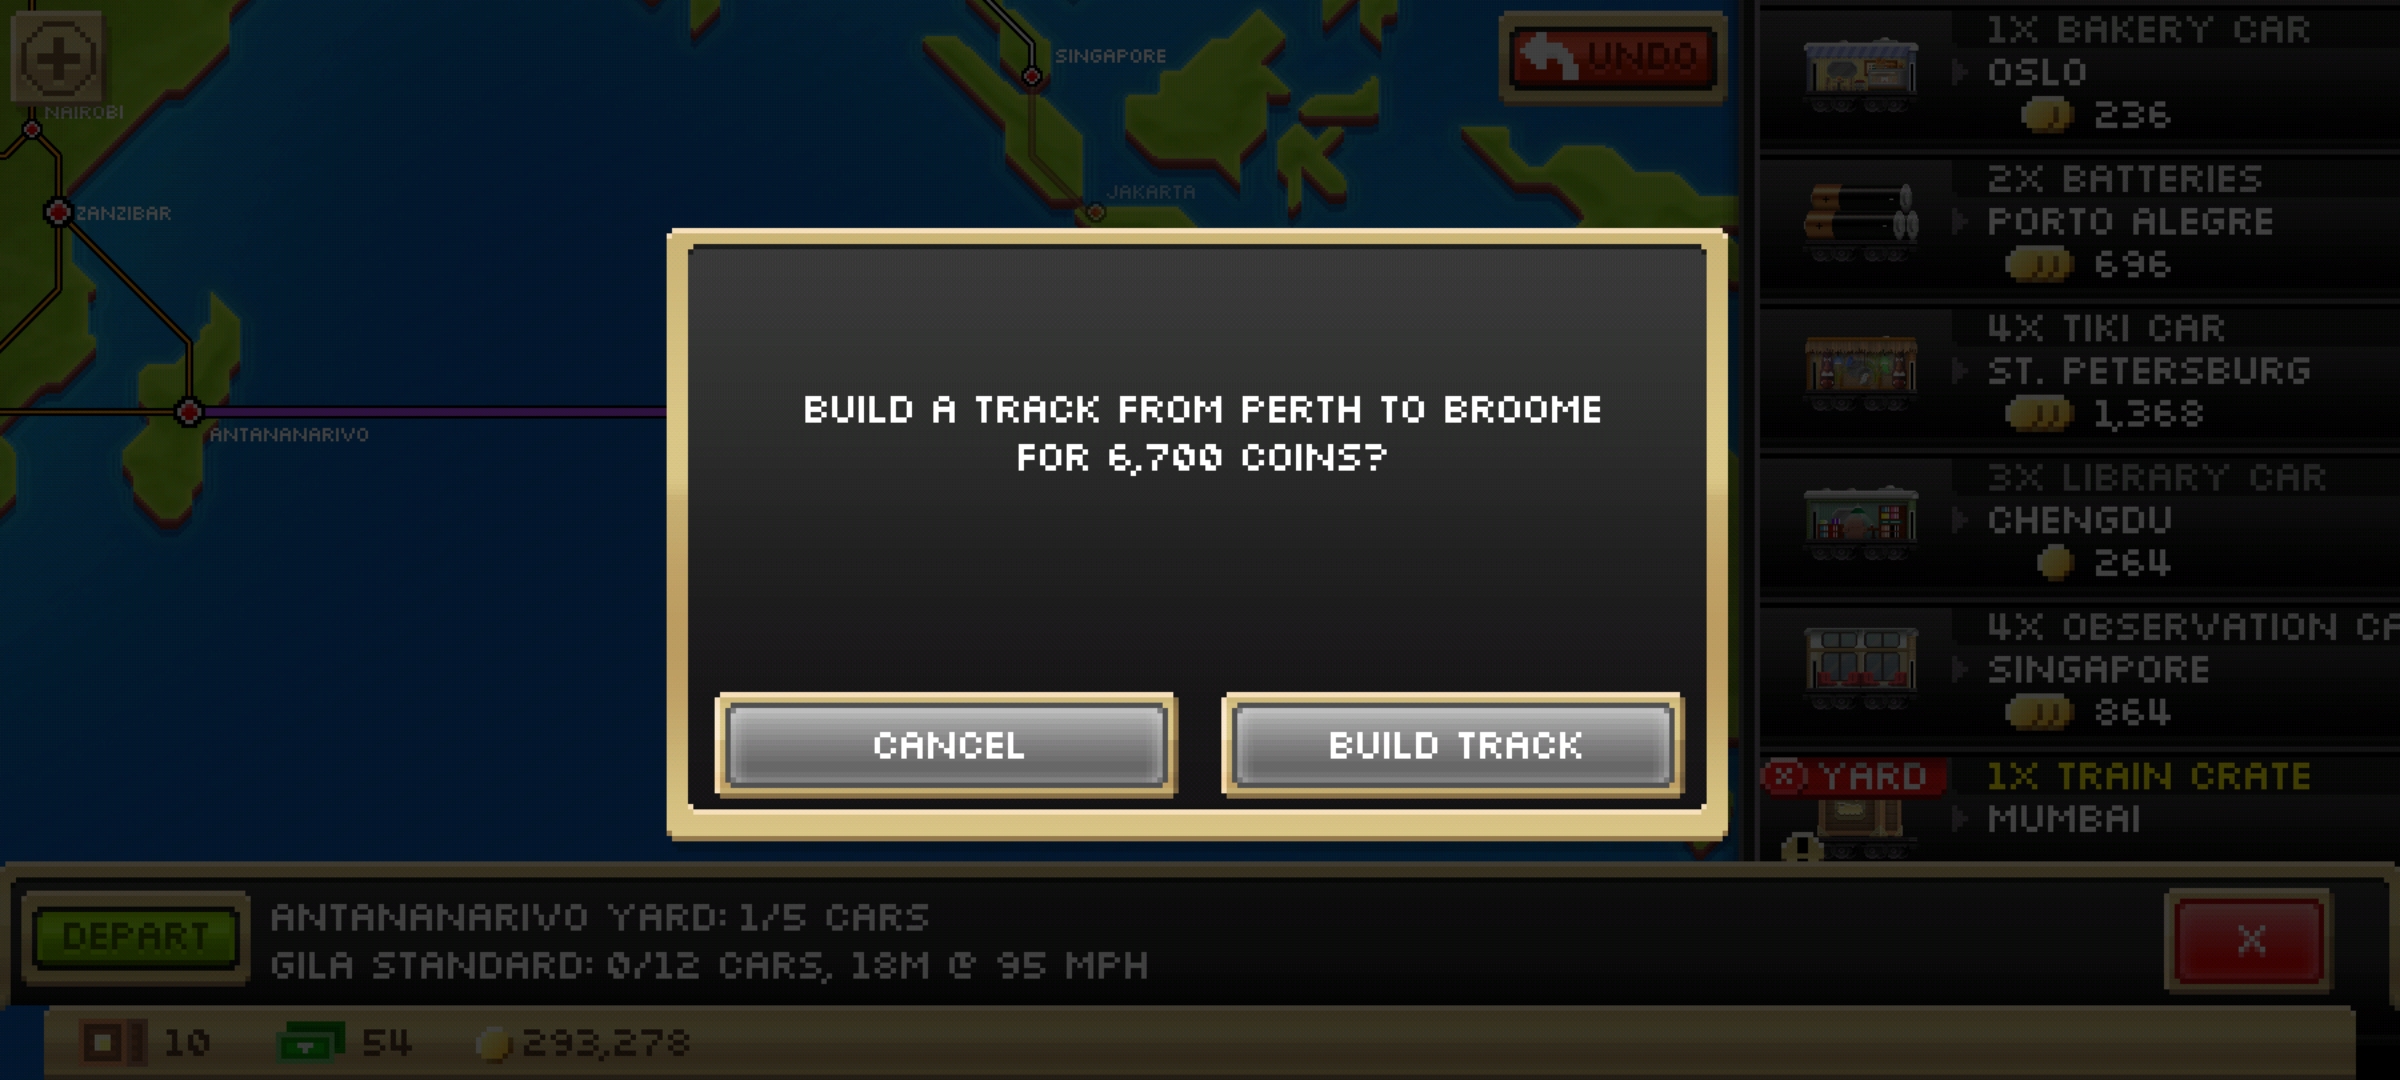 NAIROBI
ZANZIBAR
ANTANANARIVO
SINGAPORE
JAKARTA
UNDO
BUILD A TRACK FROM PERTH TO BROOME
FOR 6,700 COINS?
CANCEL
BUILD TRACK
1X BAKERY CAR
OSLO
236
2X BATTERIES
PORTO ALEGRE
696
4X TIKI CAR
ST. PETERSBURG
1,368
3X LIBRARY CAR
CHENGDU
264
4X OBSERVATION CA
SINGAPORE
864
X YARD
1X TRAIN CRATE
MUMBAI
DEPART
ANTANANARIVO YARD: 1/5 CARS
GILA STANDARD: 0/12 CARS, 18M @ 95 MPH
X
10
54
293,278